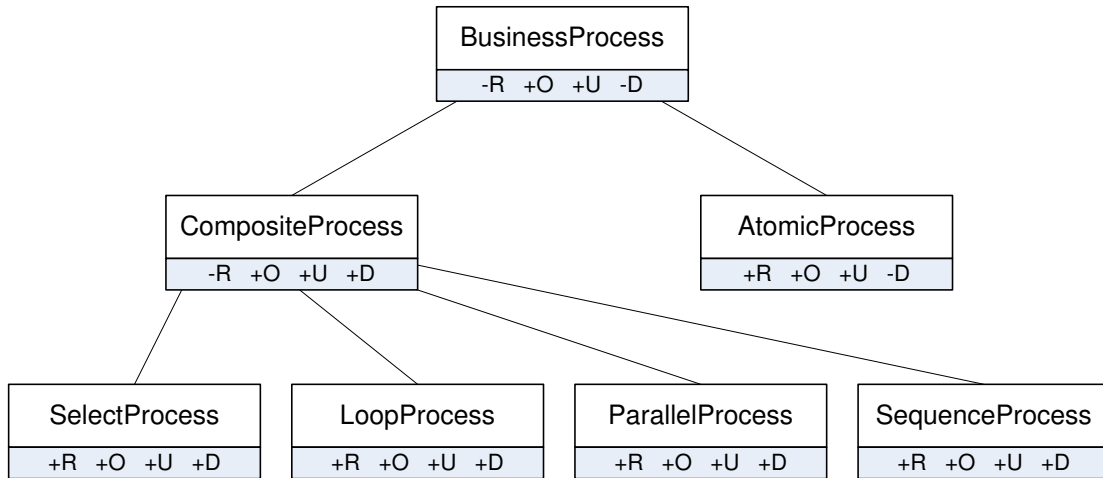 BusinessProcess
-R +O +U -D
CompositeProcess
-R +O +U +D
AtomicProcess
+R +O +U -D
SelectProcess
+R +O +U +D
LoopProcess
+R +O +U +D
ParallelProcess
+R +O +U +D
SequenceProcess
+R +O +U +D